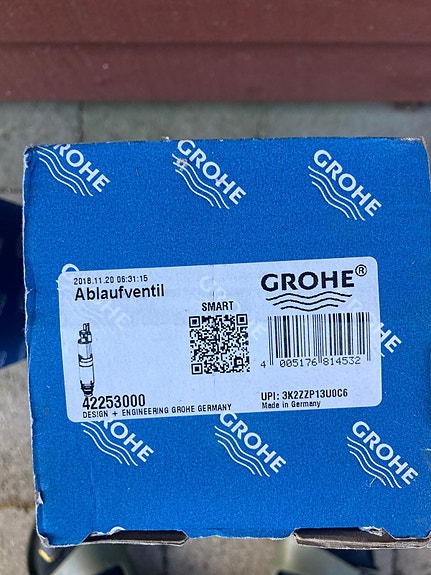 GROHE
GROHE
GROHE
2018.11.20 06:31:15
Ablaufventil
SMART
GROHE®
4 005176 814532
42253000
DESIGN + ENGINEERING GROHE GERMANY
UPI: 3K2ZZP13U0C6
Made in Germany
GROHE
GROHE
GROHE